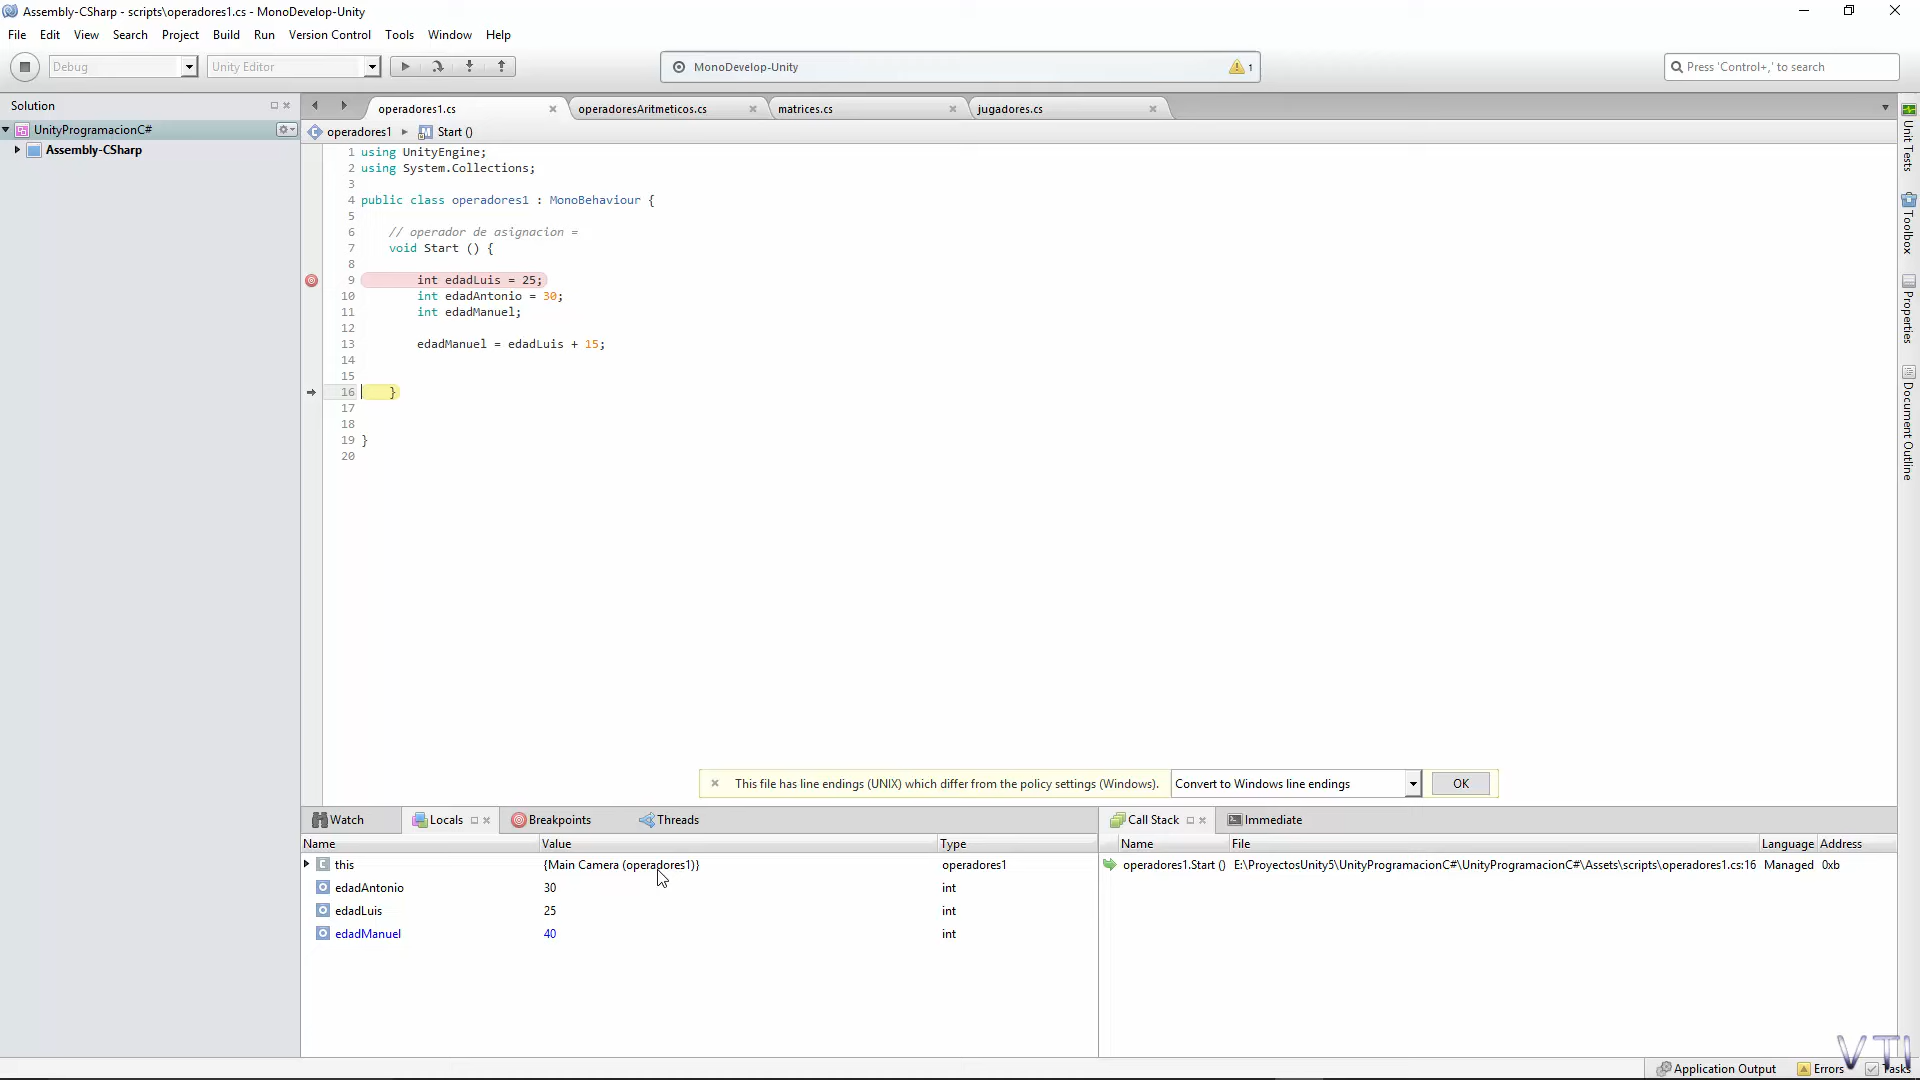 Assembly-CSharp - scripts\operadores1.cs - MonoDevelop-Unity
File Edit View Search Project Build Run Version Control Tools Window Help
Debug Unity Editor MonoDevelop-Unity 1 Press 'Control+,' to search
Solution
UnityProgramacionC#
Assembly-CSharp
operadores1.cs operadoresAritmeticos.cs matrices.cs jugadores.cs
operadores1 Start ()
1 using UnityEngine;
2 using System.Collections;
3
4 public class operadores1 : MonoBehaviour {
5
6 // operador de asignacion =
7 void Start () {
8
9 int edadLuis = 25;
10 int edadAntonio = 30;
11 int edadManuel;
12
13 edadManuel = edadLuis + 15;
14
15
16 }
17
18
19 }
20
Unit Tests
Toolbox
Properties
Document Outline
This file has line endings (UNIX) which differ from the policy settings (Windows). Convert to Windows line endings OK
Watch Locals Breakpoints Threads
Name Value Type
this {Main Camera (operadores1)} operadores1
edadAntonio 30 int
edadLuis 25 int
edadManuel 40 int
Call Stack Immediate
Name File Language Address
operadores1.Start () E:\ProyectosUnity5\UnityProgramacionC#\UnityProgramacionC#\Assets\scripts\operadores1.cs:16 Managed 0xb
VTI
Application Output Errors Tasks